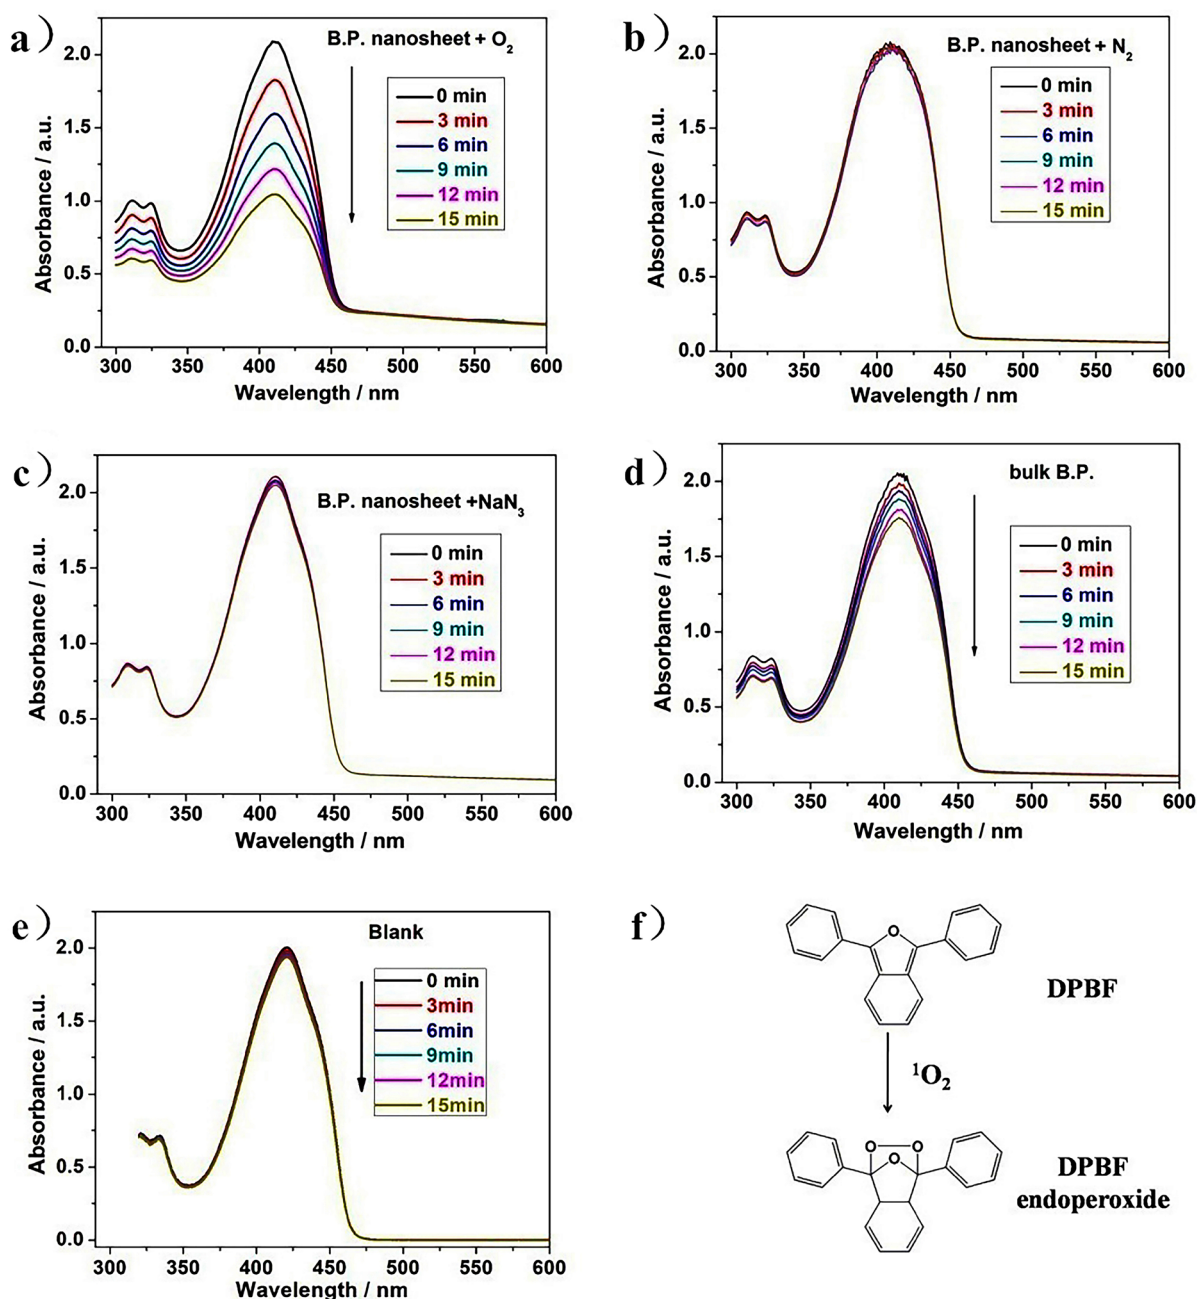 a)
B.P. nanosheet + O2
0 min
3 min
6 min
9 min
12 min
15 min
Absorbance / a.u.
2.0
1.5
1.0
0.5
0.0
300 350 400 450 500 550 600
Wavelength / nm
b)
B.P. nanosheet + N2
0 min
3 min
6 min
9 min
12 min
15 min
Absorbance / a.u.
2.0
1.5
1.0
0.5
0.0
300 350 400 450 500 550 600
Wavelength / nm
c)
B.P. nanosheet +NaN3
0 min
3 min
6 min
9 min
12 min
15 min
Absorbance / a.u.
2.0
1.5
1.0
0.5
0.0
300 350 400 450 500 550 600
Wavelength / nm
d)
bulk B.P.
0 min
3 min
6 min
9 min
12 min
15 min
Absorbance / a.u.
2.0
1.5
1.0
0.5
0.0
300 350 400 450 500 550 600
Wavelength / nm
e)
Blank
0 min
3min
6min
9min
12min
15min
Absorbance / a.u.
2.0
1.5
1.0
0.5
0.0
300 350 400 450 500 550 600
Wavelength / nm
f)
O
DPBF
1O2
O O
O
DPBF
endoperoxide